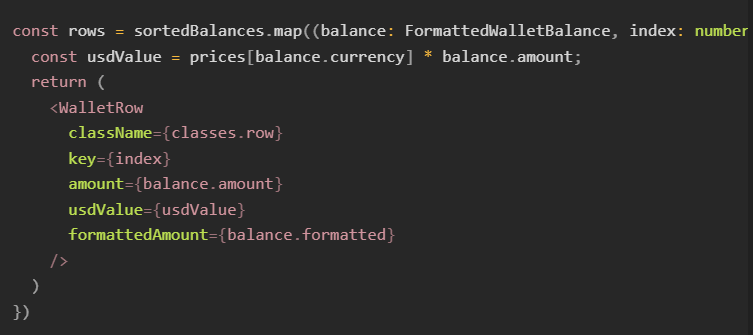 const rows = sortedBalances.map((balance: FormattedWalletBalance, index: number
  const usdValue = prices[balance.currency] * balance.amount;
  return (
    <WalletRow
      className={classes.row}
      key={index}
      amount={balance.amount}
      usdValue={usdValue}
      formattedAmount={balance.formatted}
    />
  )
})